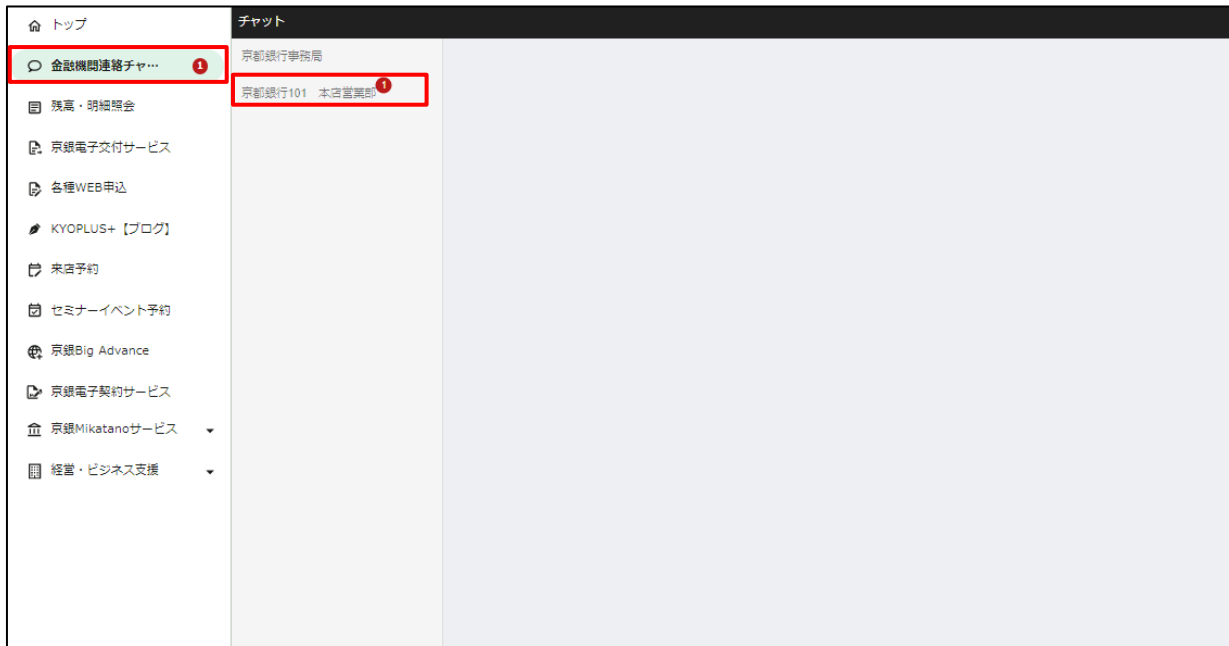 トップ
金融機関連絡チャ… 1
残高・明細照会
京銀電子交付サービス
各種WEB申込
KYOPLUS+【ブログ】
来店予約
セミナーイベント予約
京銀Big Advance
京銀電子契約サービス
京銀Mikatanoサービス
経営・ビジネス支援
チャット
京都銀行事務局
京都銀行101 本店営業部 1